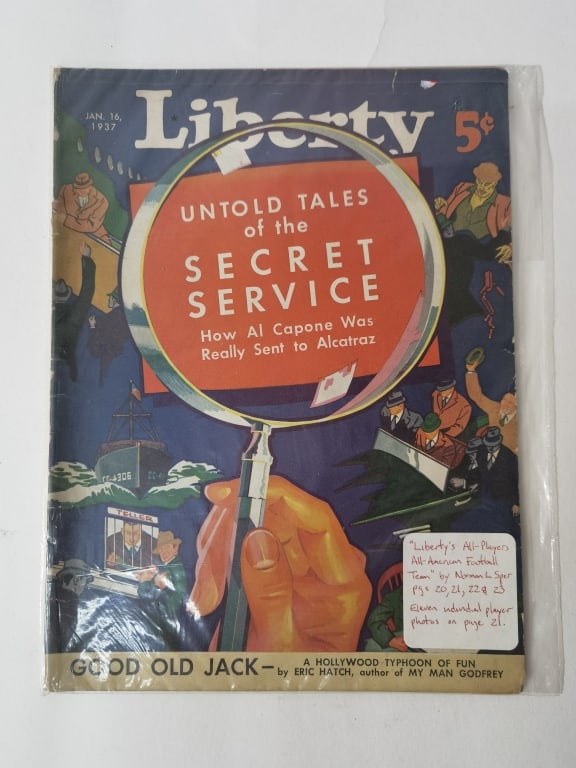 JAN. 16,
1937
Liberty
5¢
UNTOLD TALES
of the
SECRET
SERVICE
How Al Capone Was
Really Sent to Alcatraz
CG-306
TELLER
"Liberty's All-Players
All-American Football
Team" by Norman L Sper
pgs 20, 21, 22 & 23
Eleven individual player
photos on page 21.
GOOD OLD JACK—
A HOLLYWOOD TYPHOON OF FUN
by ERIC HATCH, author of MY MAN GODFREY